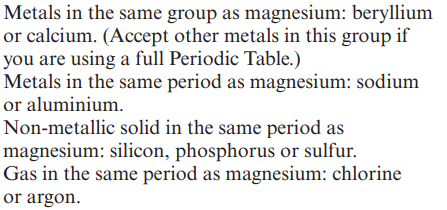 Metals in the same group as magnesium: beryllium
or calcium. (Accept other metals in this group if
you are using a full Periodic Table.)
Metals in the same period as magnesium: sodium
or aluminium.
Non-metallic solid in the same period as
magnesium: silicon, phosphorus or sulfur.
Gas in the same period as magnesium: chlorine
or argon.